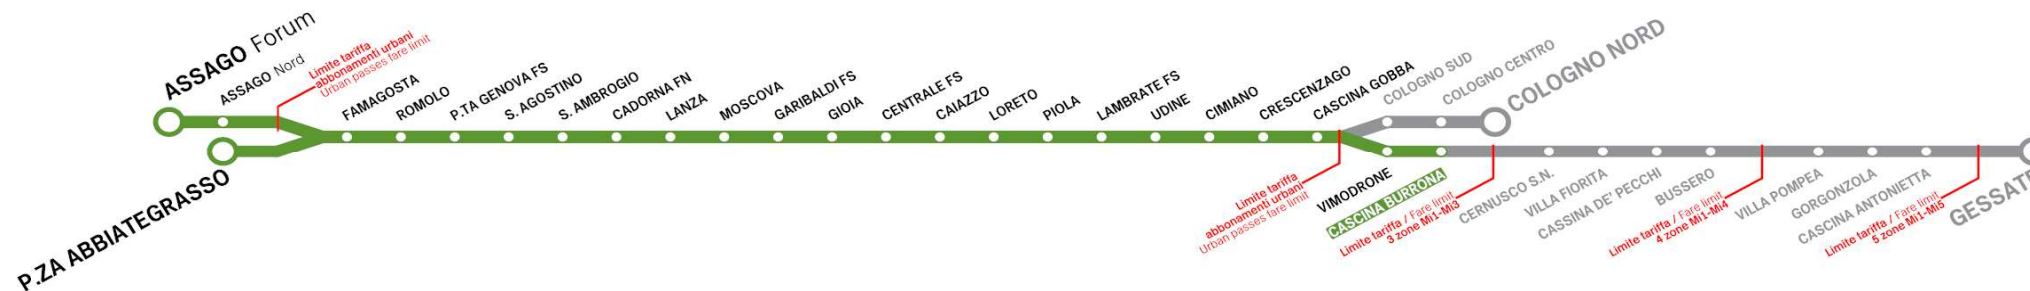 ASSAGO Forum
ASSAGO Nord
Limite tariffa
abbonamenti urbani
Urban passes fare limit
P.ZA ABBIATEGRASSO
FAMAGOSTA
ROMOLO
P.TA GENOVA FS
S. AGOSTINO
S. AMBROGIO
CADORNA FN
LANZA
MOSCOVA
GARIBALDI FS
GIOIA
CENTRALE FS
CAIAZZO
LORETO
PIOLA
LAMBRATE FS
UDINE
CIMIANO
CRESCENZAGO
CASCINA GOBBA
COLOGNO SUD
COLOGNO CENTRO
COLOGNO NORD
Limite tariffa
abbonamenti urbani
Urban passes fare limit
VIMODRONE
CASCINA BURRONA
Limite tariffa / Fare limit
3 zone Mi1-Mi3
CERNUSCO S.N.
VILLA FIORITA
CASSINA DE' PECCHI
BUSSERO
Limite tariffa / Fare limit
4 zone Mi1-Mi4
VILLA POMPEA
GORGONZOLA
CASCINA ANTONIETTA
Limite tariffa / Fare limit
5 zone Mi1-Mi5
GESSATE